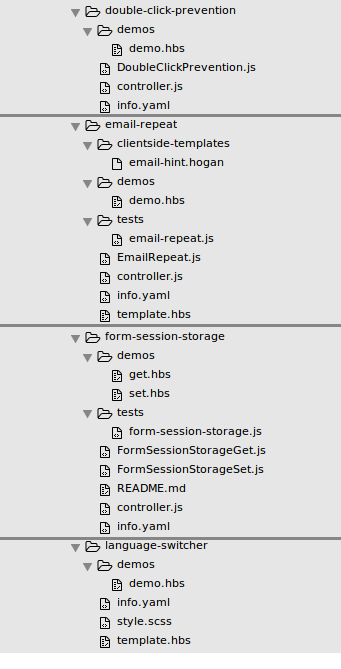 double-click-prevention
demos
demo.hbs
DoubleClickPrevention.js
controller.js
info.yaml
email-repeat
clientside-templates
email-hint.hogan
demos
demo.hbs
tests
email-repeat.js
EmailRepeat.js
controller.js
info.yaml
template.hbs
form-session-storage
demos
get.hbs
set.hbs
tests
form-session-storage.js
FormSessionStorageGet.js
FormSessionStorageSet.js
README.md
controller.js
info.yaml
language-switcher
demos
demo.hbs
info.yaml
style.scss
template.hbs